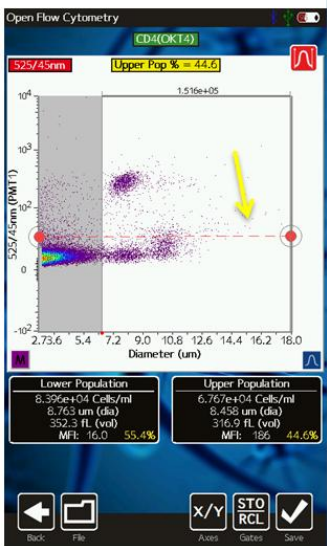 Open Flow Cytometry
CD4(OKT4)
525/45nm
Upper Pop % = 44.6
1.516e+05
10⁴
10³
10²
0
-10²
525/45nm (PMT1)
2.73.6 5.4 7.2 9.0 10.8 12.6 14.4 16.2 18.0
Diameter (um)
M
Lower Population
8.396e+04 Cells/ml
8.763 um (dia)
352.3 fL (vol)
MFI: 16.0 55.4%
Upper Population
6.767e+04 Cells/ml
8.458 um (dia)
316.9 fL (vol)
MFI: 186 44.6%
X/Y
STO
RCL
Back
File
Axes
Gates
Save